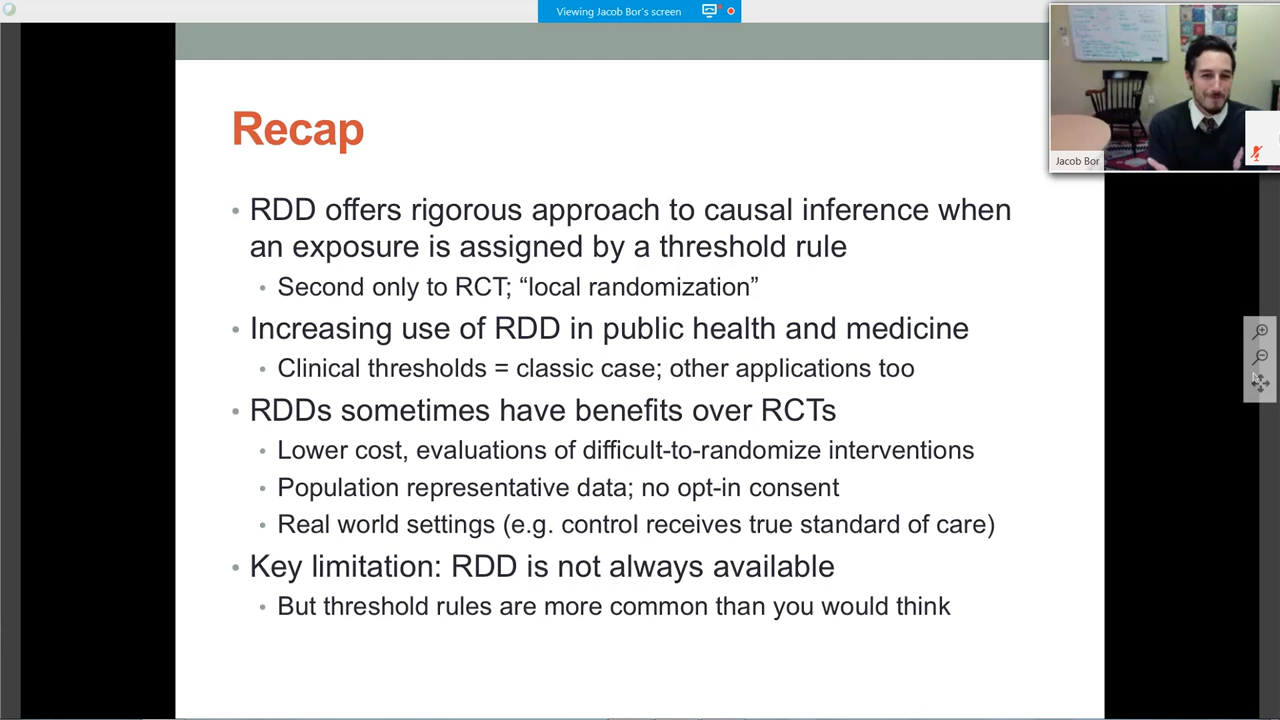 Viewing Jacob Bor's screen
Jacob Bor
Recap
• RDD offers rigorous approach to causal inference when
an exposure is assigned by a threshold rule
• Second only to RCT; “local randomization”
• Increasing use of RDD in public health and medicine
• Clinical thresholds = classic case; other applications too
• RDDs sometimes have benefits over RCTs
• Lower cost, evaluations of difficult-to-randomize interventions
• Population representative data; no opt-in consent
• Real world settings (e.g. control receives true standard of care)
• Key limitation: RDD is not always available
• But threshold rules are more common than you would think